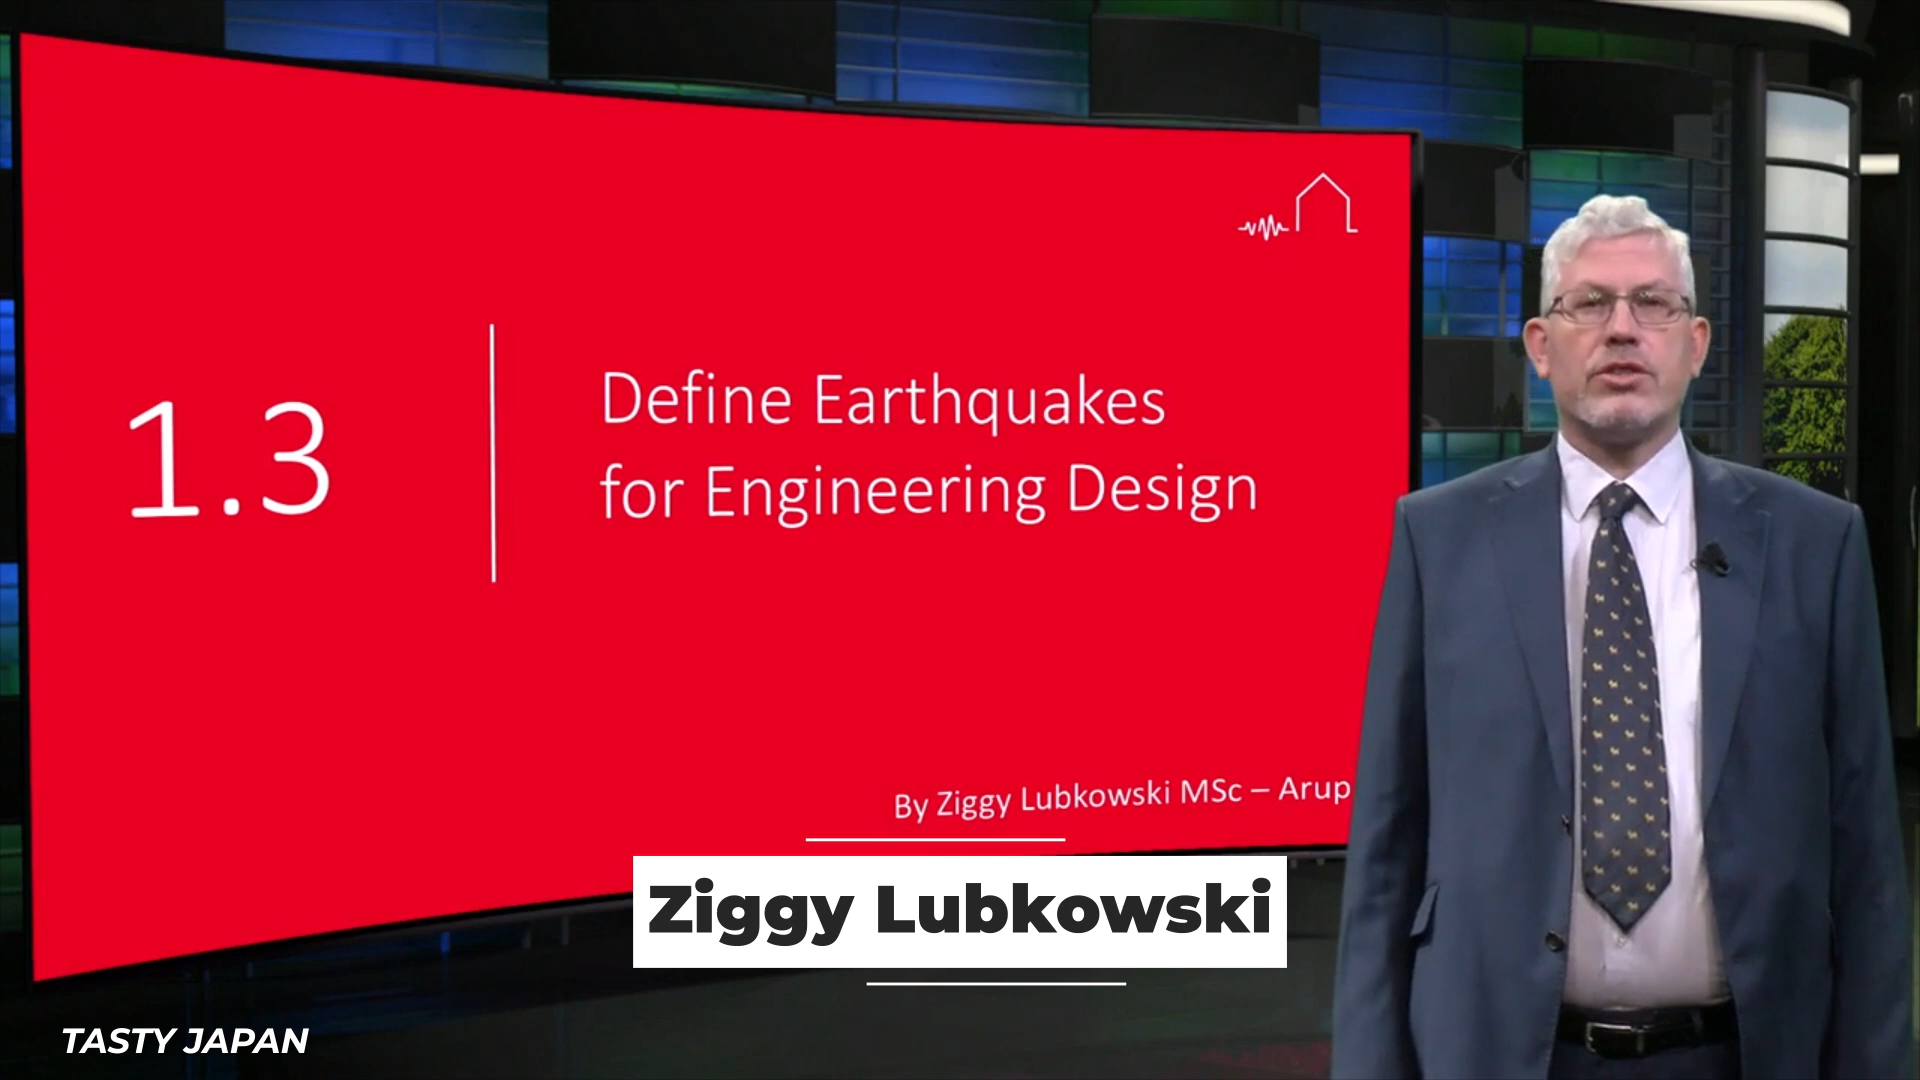 1.3
Define Earthquakes
for Engineering Design
By Ziggy Lubkowski MSc – Arup
Ziggy Lubkowski
TASTY JAPAN